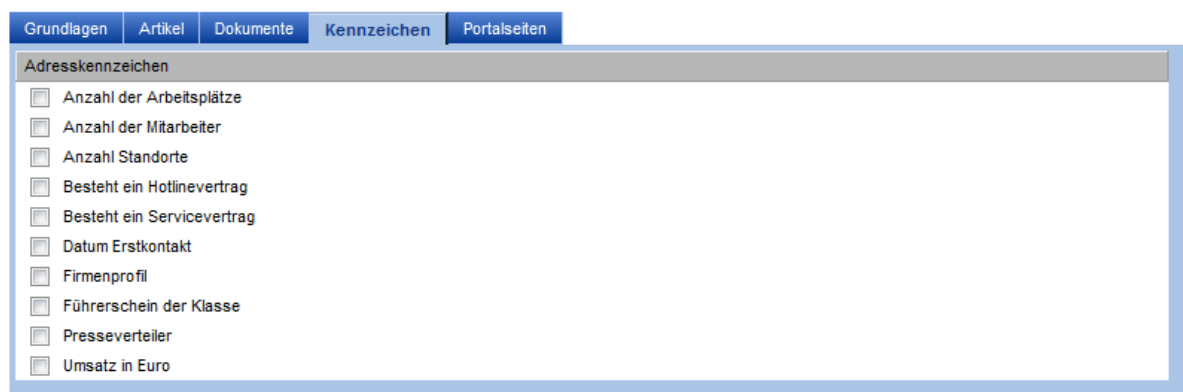 Grundlagen Artikel Dokumente Kennzeichen Portalseiten
Adresskennzeichen
Anzahl der Arbeitsplätze
Anzahl der Mitarbeiter
Anzahl Standorte
Besteht ein Hotlinevertrag
Besteht ein Servicevertrag
Datum Erstkontakt
Firmenprofil
Führerschein der Klasse
Presseverteiler
Umsatz in Euro